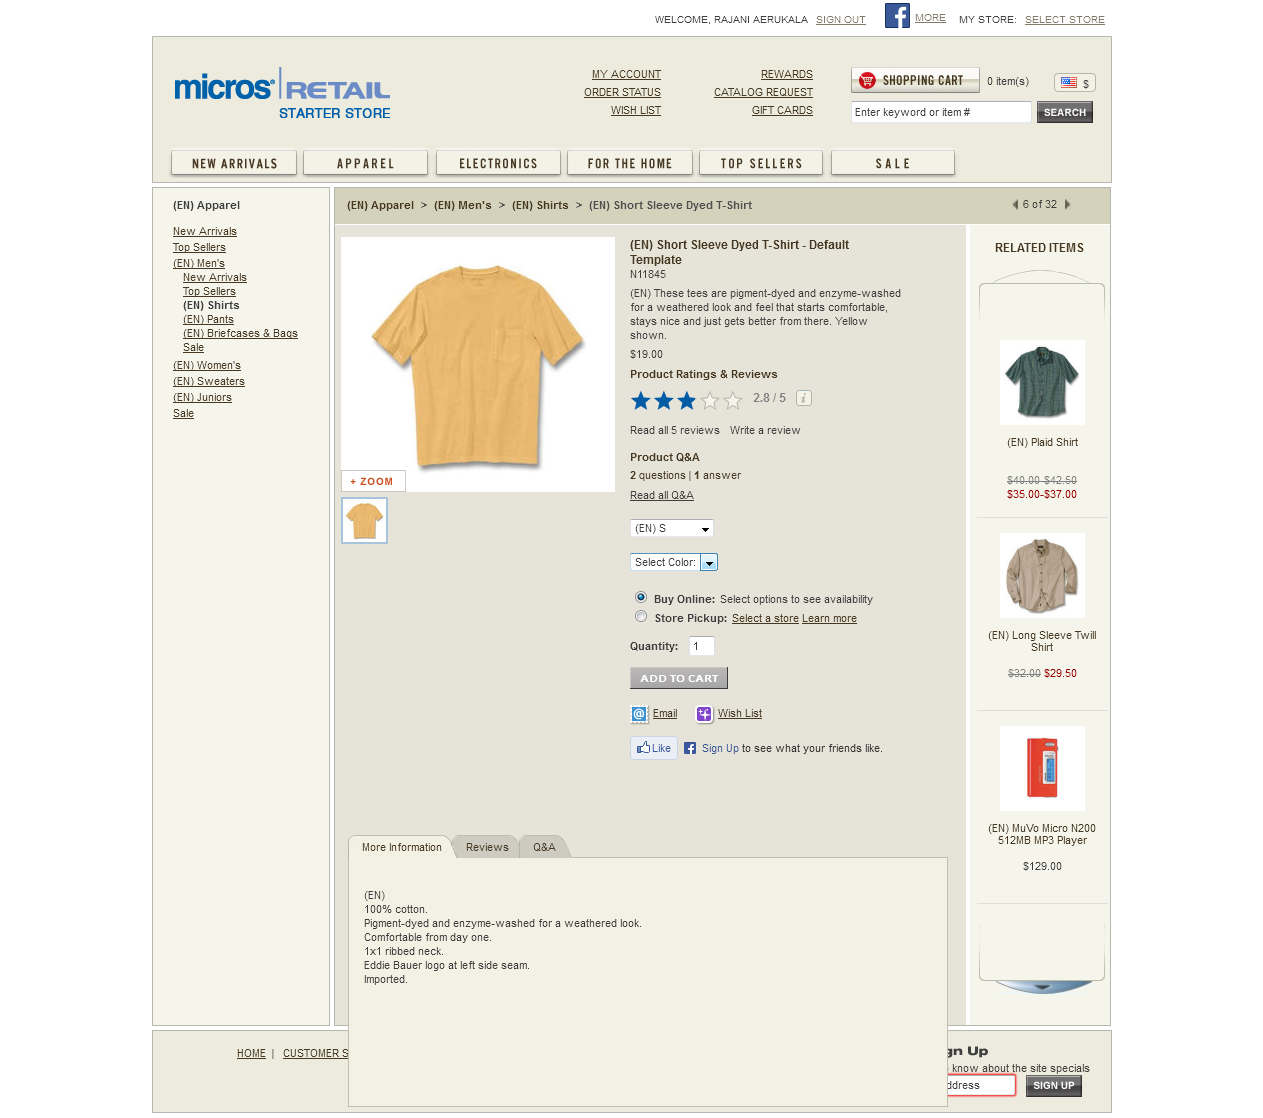 WELCOME, RAJANI AERUKALA SIGN OUT MORE MY STORE: SELECT STORE
micros RETAIL
STARTER STORE
MY ACCOUNT
ORDER STATUS
WISH LIST
REWARDS
CATALOG REQUEST
GIFT CARDS
SHOPPING CART 0 item(s) $
Enter keyword or item # SEARCH
NEW ARRIVALS APPAREL ELECTRONICS FOR THE HOME TOP SELLERS SALE
(EN) Apparel
New Arrivals
Top Sellers
(EN) Men's
New Arrivals
Top Sellers
(EN) Shirts
(EN) Pants
(EN) Briefcases & Bags
Sale
(EN) Women's
(EN) Sweaters
(EN) Juniors
Sale
(EN) Apparel > (EN) Men's > (EN) Shirts > (EN) Short Sleeve Dyed T-Shirt
6 of 32
+ ZOOM
(EN) Short Sleeve Dyed T-Shirt - Default
Template
N11845
(EN) These tees are pigment-dyed and enzyme-washed
for a weathered look and feel that starts comfortable,
stays nice and just gets better from there. Yellow
shown.
$19.00
Product Ratings & Reviews
2.8 / 5 i
Read all 5 reviews Write a review
Product Q&A
2 questions | 1 answer
Read all Q&A
(EN) S
Select Color:
Buy Online: Select options to see availability
Store Pickup: Select a store Learn more
Quantity: 1
ADD TO CART
Email Wish List
Like Sign Up to see what your friends like.
RELATED ITEMS
(EN) Plaid Shirt
$40.00-$42.50
$35.00-$37.00
(EN) Long Sleeve Twill
Shirt
$32.00 $29.50
(EN) MuVo Micro N200
512MB MP3 Player
$129.00
More Information Reviews Q&A
(EN)
100% cotton.
Pigment-dyed and enzyme-washed for a weathered look.
Comfortable from day one.
1x1 ribbed neck.
Eddie Bauer logo at left side seam.
Imported.
HOME | CUSTOMER S
gn Up
know about the site specials
ddress SIGN UP